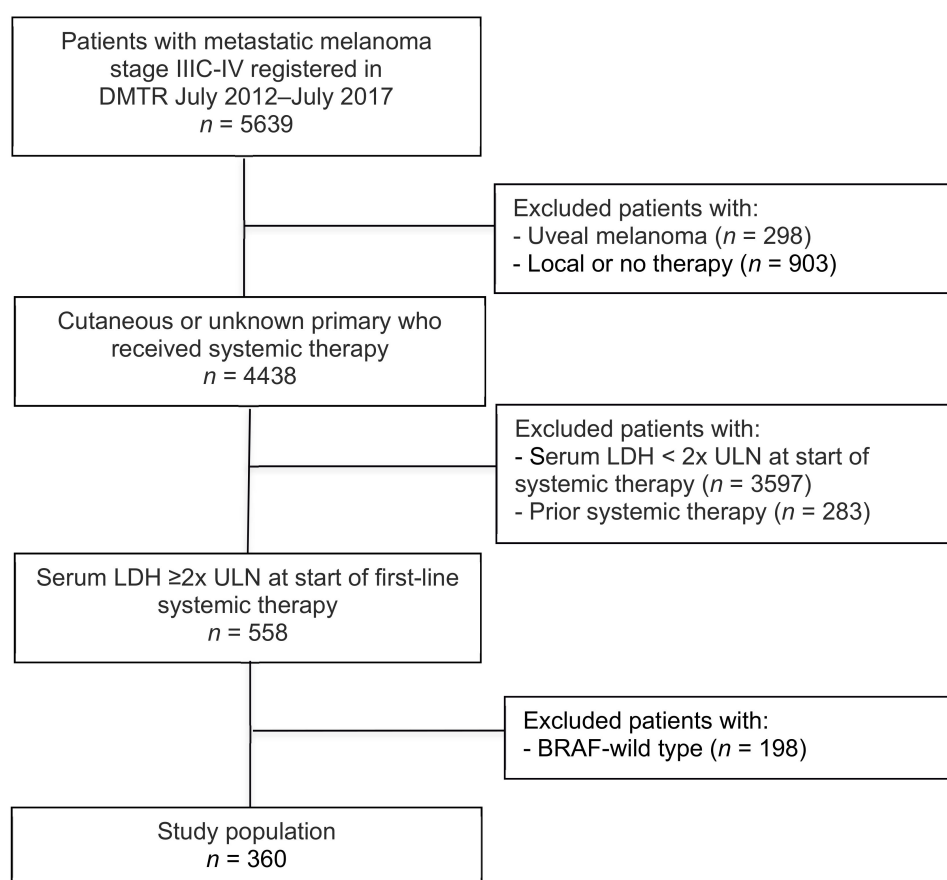 Patients with metastatic melanoma
stage IIIC-IV registered in
DMTR July 2012–July 2017
n = 5639
Excluded patients with:
- Uveal melanoma (n = 298)
- Local or no therapy (n = 903)
Cutaneous or unknown primary who
received systemic therapy
n = 4438
Excluded patients with:
- Serum LDH < 2x ULN at start of
systemic therapy (n = 3597)
- Prior systemic therapy (n = 283)
Serum LDH ≥2x ULN at start of first-line
systemic therapy
n = 558
Excluded patients with:
- BRAF-wild type (n = 198)
Study population
n = 360